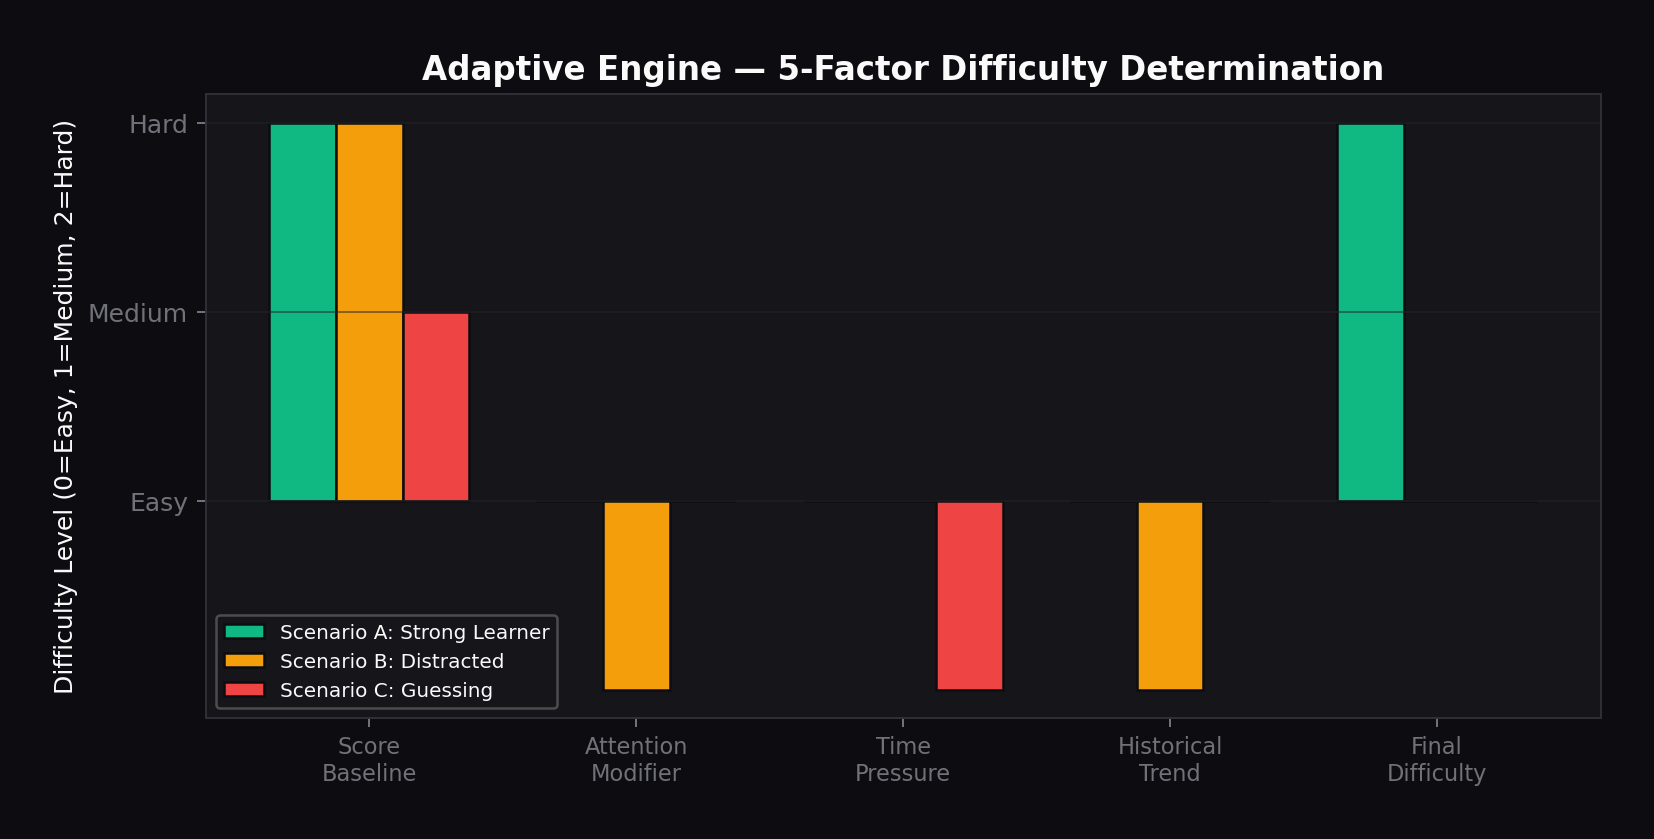 Adaptive Engine — 5-Factor Difficulty Determination
Difficulty Level (0=Easy, 1=Medium, 2=Hard)
Hard
Medium
Easy
Scenario A: Strong Learner
Scenario B: Distracted
Scenario C: Guessing
Score
Baseline
Attention
Modifier
Time
Pressure
Historical
Trend
Final
Difficulty